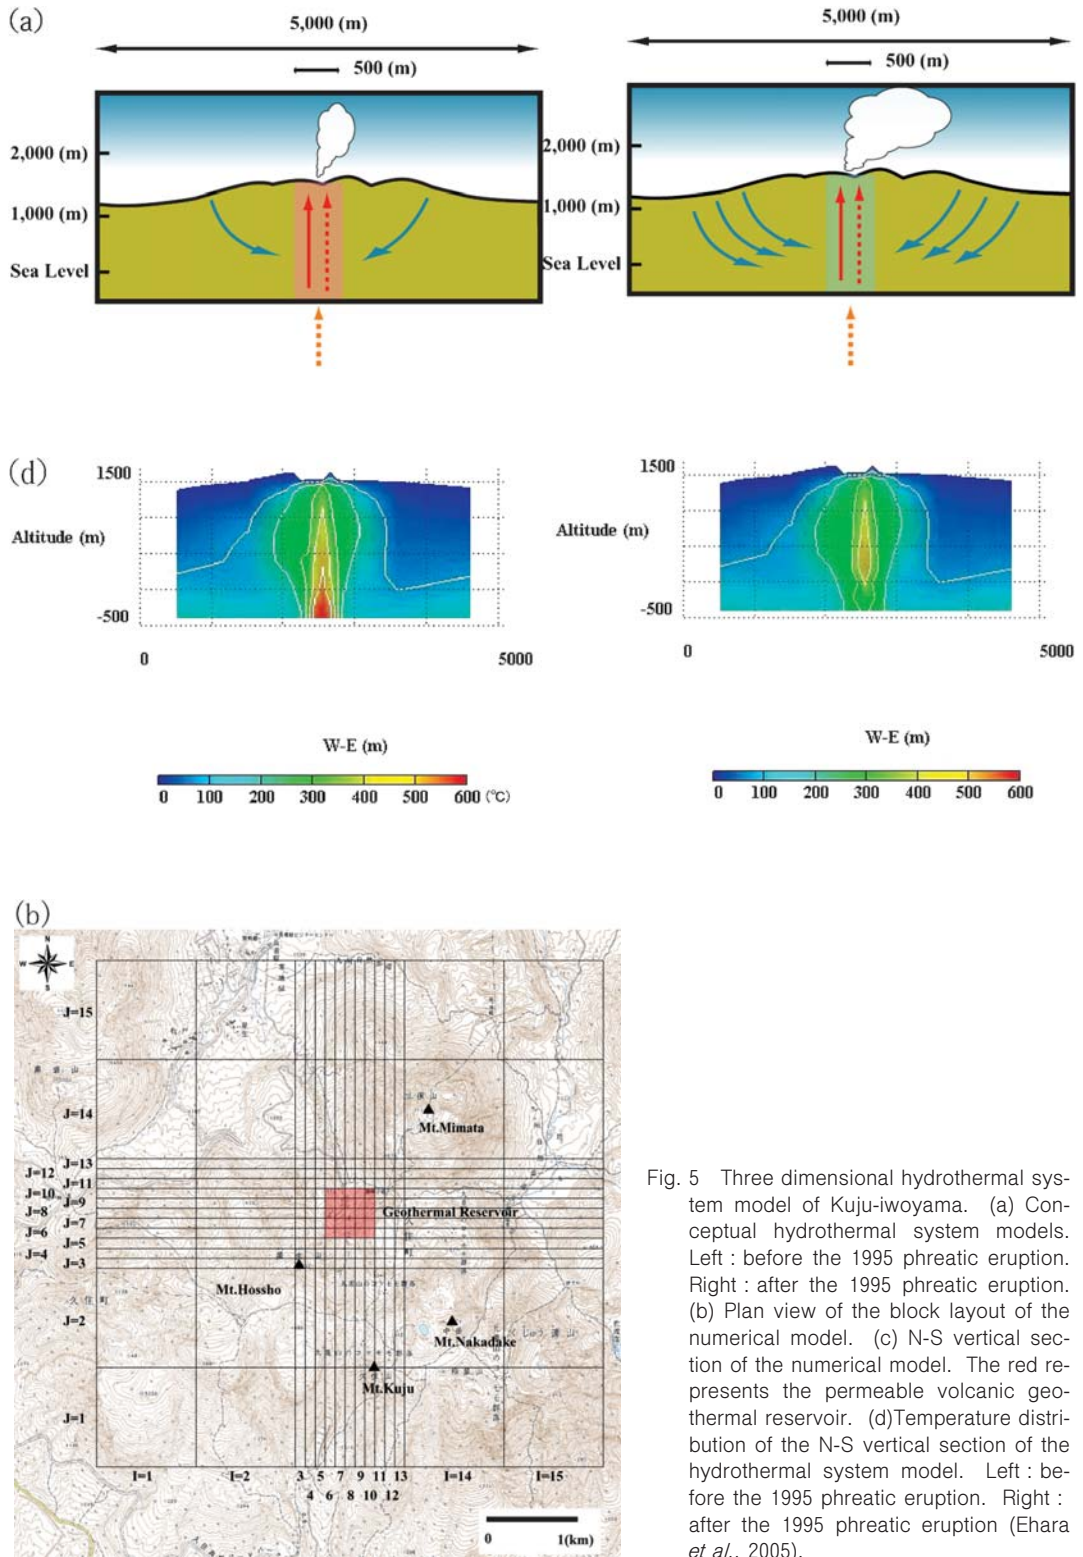 (a)
5,000 (m)
500 (m)
2,000 (m)
1,000 (m)
Sea Level
5,000 (m)
500 (m)
2,000 (m)
1,000 (m)
Sea Level
(d)
1500
Altitude (m)
-500
0
5000
W-E (m)
0 100 200 300 400 500 600 (℃)
1500
Altitude (m)
-500
0
5000
W-E (m)
0 100 200 300 400 500 600
(b)
N
W E
S
J=15
J=14
J=13
J=12
J=11
J=10
J=9
J=8
J=7
J=6
J=5
J=4
J=3
J=2
J=1
Mt.Mimata
Geothermal Reservoir
Mt.Hossho
Mt.Nakadake
Mt.Kuju
久住町
I=1 I=2 3 5 7 9 11 13 I=14 I=15
4 6 8 10 12
0 1(km)
Fig. 5 Three dimensional hydrothermal sys-
tem model of Kuju-iwoyama. (a) Con-
ceptual hydrothermal system models.
Left : before the 1995 phreatic eruption.
Right : after the 1995 phreatic eruption.
(b) Plan view of the block layout of the
numerical model. (c) N-S vertical sec-
tion of the numerical model. The red re-
presents the permeable volcanic geo-
thermal reservoir. (d)Temperature distri-
bution of the N-S vertical section of the
hydrothermal system model. Left : be-
fore the 1995 phreatic eruption. Right :
after the 1995 phreatic eruption (Ehara
et al., 2005).